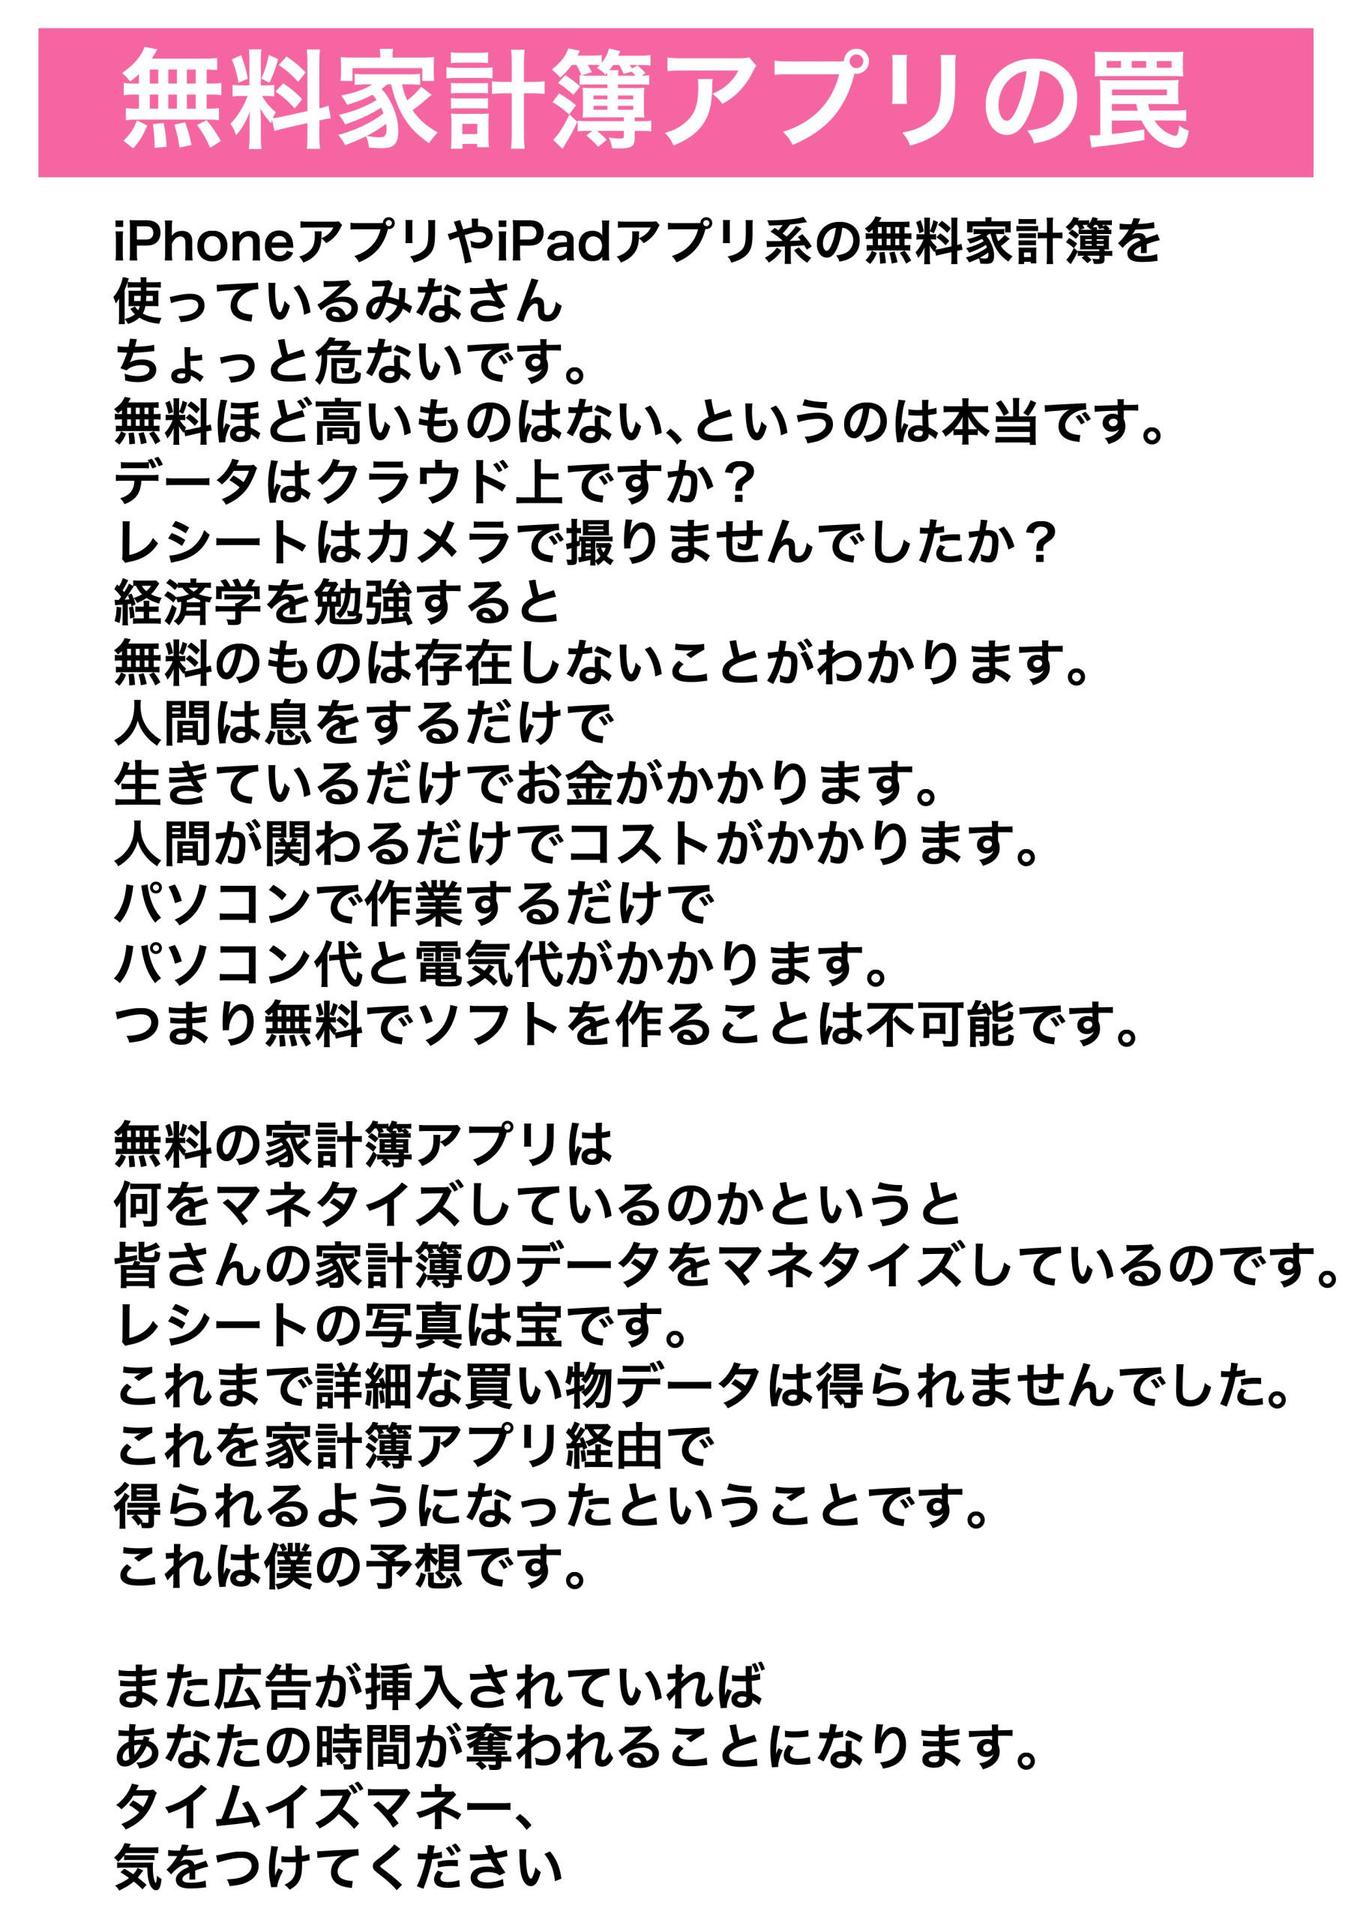 無料家計簿アプリの罠
iPhoneアプリやiPadアプリ系の無料家計簿を
使っているみなさん
ちょっと危ないです。
無料ほど高いものはない、というのは本当です。
データはクラウド上ですか？
レシートはカメラで撮りませんでしたか？
経済学を勉強すると
無料のものは存在しないことがわかります。
人間は息をするだけで
生きているだけでお金がかかります。
人間が関わるだけでコストがかかります。
パソコンで作業するだけで
パソコン代と電気代がかかります。
つまり無料でソフトを作ることは不可能です。
無料の家計簿アプリは
何をマネタイズしているのかというと
皆さんの家計簿のデータをマネタイズしているのです。
レシートの写真は宝です。
これまで詳細な買い物データは得られませんでした。
これを家計簿アプリ経由で
得られるようになったということです。
これは僕の予想です。
また広告が挿入されていれば
あなたの時間が奪われることになります。
タイムイズマネー、
気をつけてください